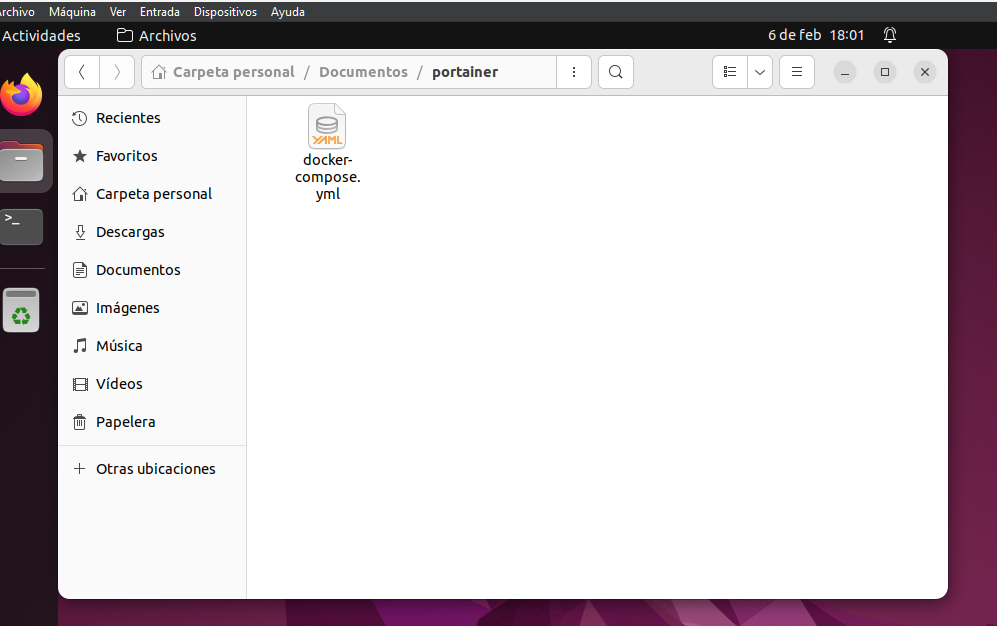 rchivo Máquina Ver Entrada Dispositivos Ayuda
Actividades Archivos 6 de feb 18:01
Carpeta personal / Documentos / portainer
Recientes
Favoritos
Carpeta personal
Descargas
Documentos
Imágenes
Música
Vídeos
Papelera
+ Otras ubicaciones
YAML
docker-
compose.
yml